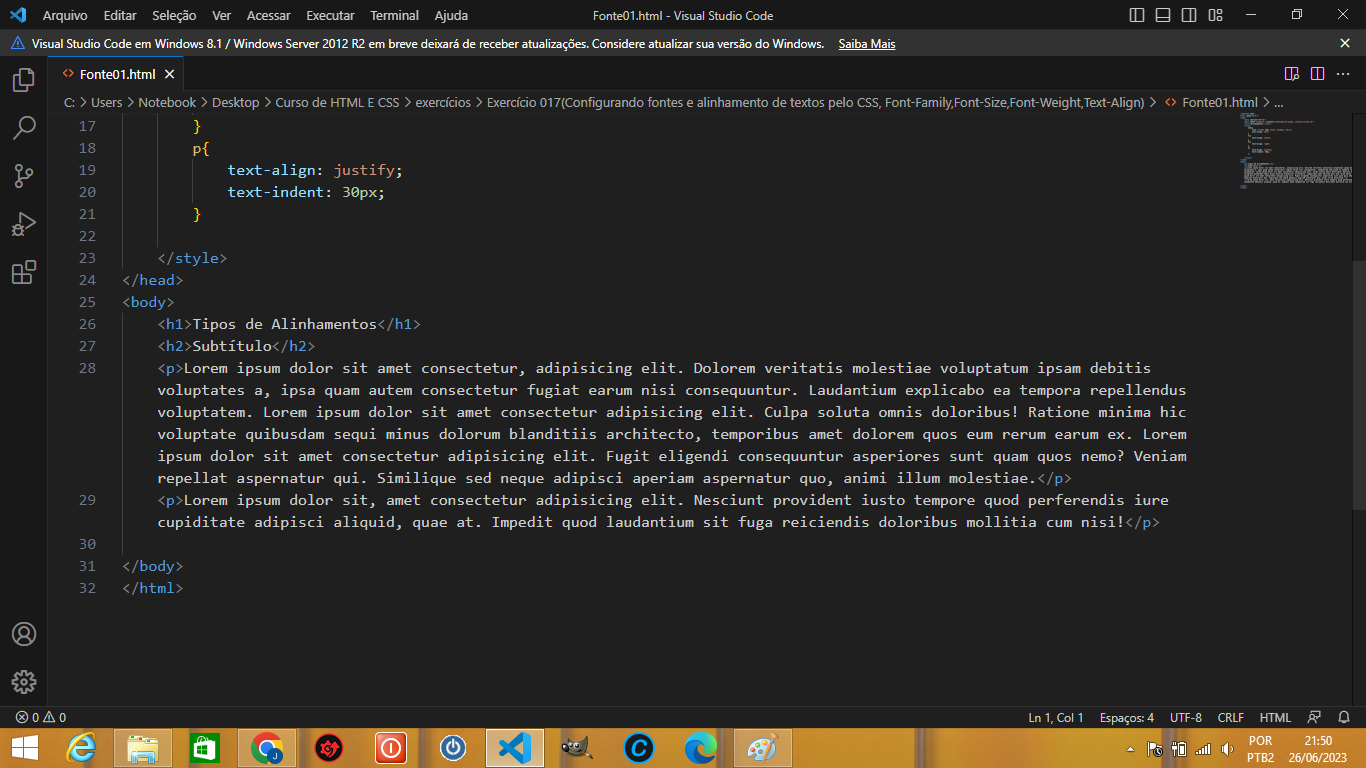 Arquivo Editar Seleção Ver Acessar Executar Terminal Ajuda Fonte01.html - Visual Studio Code
Visual Studio Code em Windows 8.1 / Windows Server 2012 R2 em breve deixará de receber atualizações. Considere atualizar sua versão do Windows. Saiba Mais
Fonte01.html
C: > Users > Notebook > Desktop > Curso de HTML E CSS > exercícios > Exercício 017(Configurando fontes e alinhamento de textos pelo CSS, Font-Family,Font-Size,Font-Weight,Text-Align) > Fonte01.html > ...
17 }
18 p{
19 text-align: justify;
20 text-indent: 30px;
21 }
22
23 </style>
24 </head>
25 <body>
26 <h1>Tipos de Alinhamentos</h1>
27 <h2>Subtítulo</h2>
28 <p>Lorem ipsum dolor sit amet consectetur, adipisicing elit. Dolorem veritatis molestiae voluptatum ipsam debitis
voluptates a, ipsa quam autem consectetur fugiat earum nisi consequuntur. Laudantium explicabo ea tempora repellendus
voluptatem. Lorem ipsum dolor sit amet consectetur adipisicing elit. Culpa soluta omnis doloribus! Ratione minima hic
voluptate quibusdam sequi minus dolorum blanditiis architecto, temporibus amet dolorem quos eum rerum earum ex. Lorem
ipsum dolor sit amet consectetur adipisicing elit. Fugit eligendi consequuntur asperiores sunt quam quos nemo? Veniam
repellat aspernatur qui. Similique sed neque adipisci aperiam aspernatur quo, animi illum molestiae.</p>
29 <p>Lorem ipsum dolor sit, amet consectetur adipisicing elit. Nesciunt provident iusto tempore quod perferendis iure
cupiditate adipisci aliquid, quae at. Impedit quod laudantium sit fuga reiciendis doloribus mollitia cum nisi!</p>
30
31 </body>
32 </html>
0 0 Ln 1, Col 1 Espaços: 4 UTF-8 CRLF HTML
POR 21:50
PTB2 26/06/2023